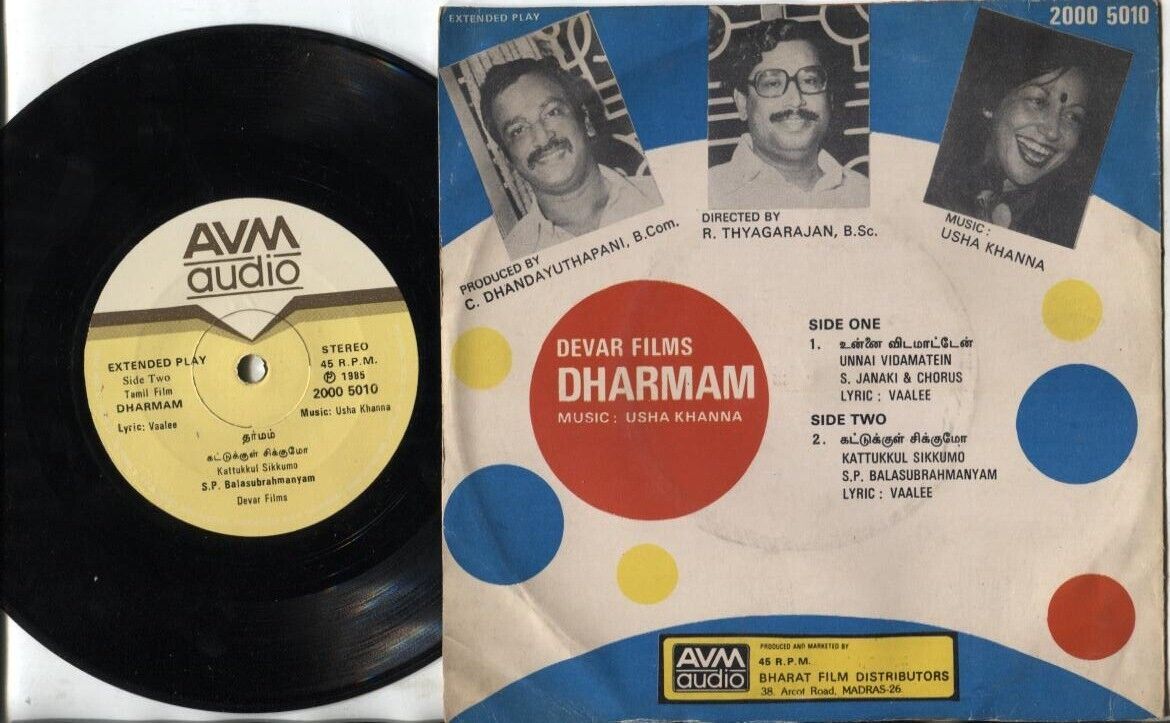 AVM
audio
EXTENDED PLAY
Side Two
Tamil Film
DHARMAM
Lyric: Vaalee
STEREO
45 R.P.M.
℗ 1985
2000 5010
Music: Usha Khanna
தர்மம்
கட்டுக்குள் சிக்குமோ
Kattukkul Sikkumo
S.P. Balasubrahmanyam
Devar Films
EXTENDED PLAY
2000 5010
PRODUCED BY
C. DHANDAYUTHAPANI, B.Com.
DIRECTED BY
R. THYAGARAJAN, B.Sc.
MUSIC:
USHA KHANNA
DEVAR FILMS
DHARMAM
MUSIC: USHA KHANNA
SIDE ONE
1. உன்னை விடமாட்டேன்
UNNAI VIDAMATEIN
S. JANAKI & CHORUS
LYRIC : VAALEE
SIDE TWO
2. கட்டுக்குள் சிக்குமோ
KATTUKKUL SIKKUMO
S.P. BALASUBRAHMANYAM
LYRIC : VAALEE
AVM
audio
PRODUCED AND MARKETED BY
45 R.P.M.
BHARAT FILM DISTRIBUTORS
38, Arcot Road, MADRAS-26